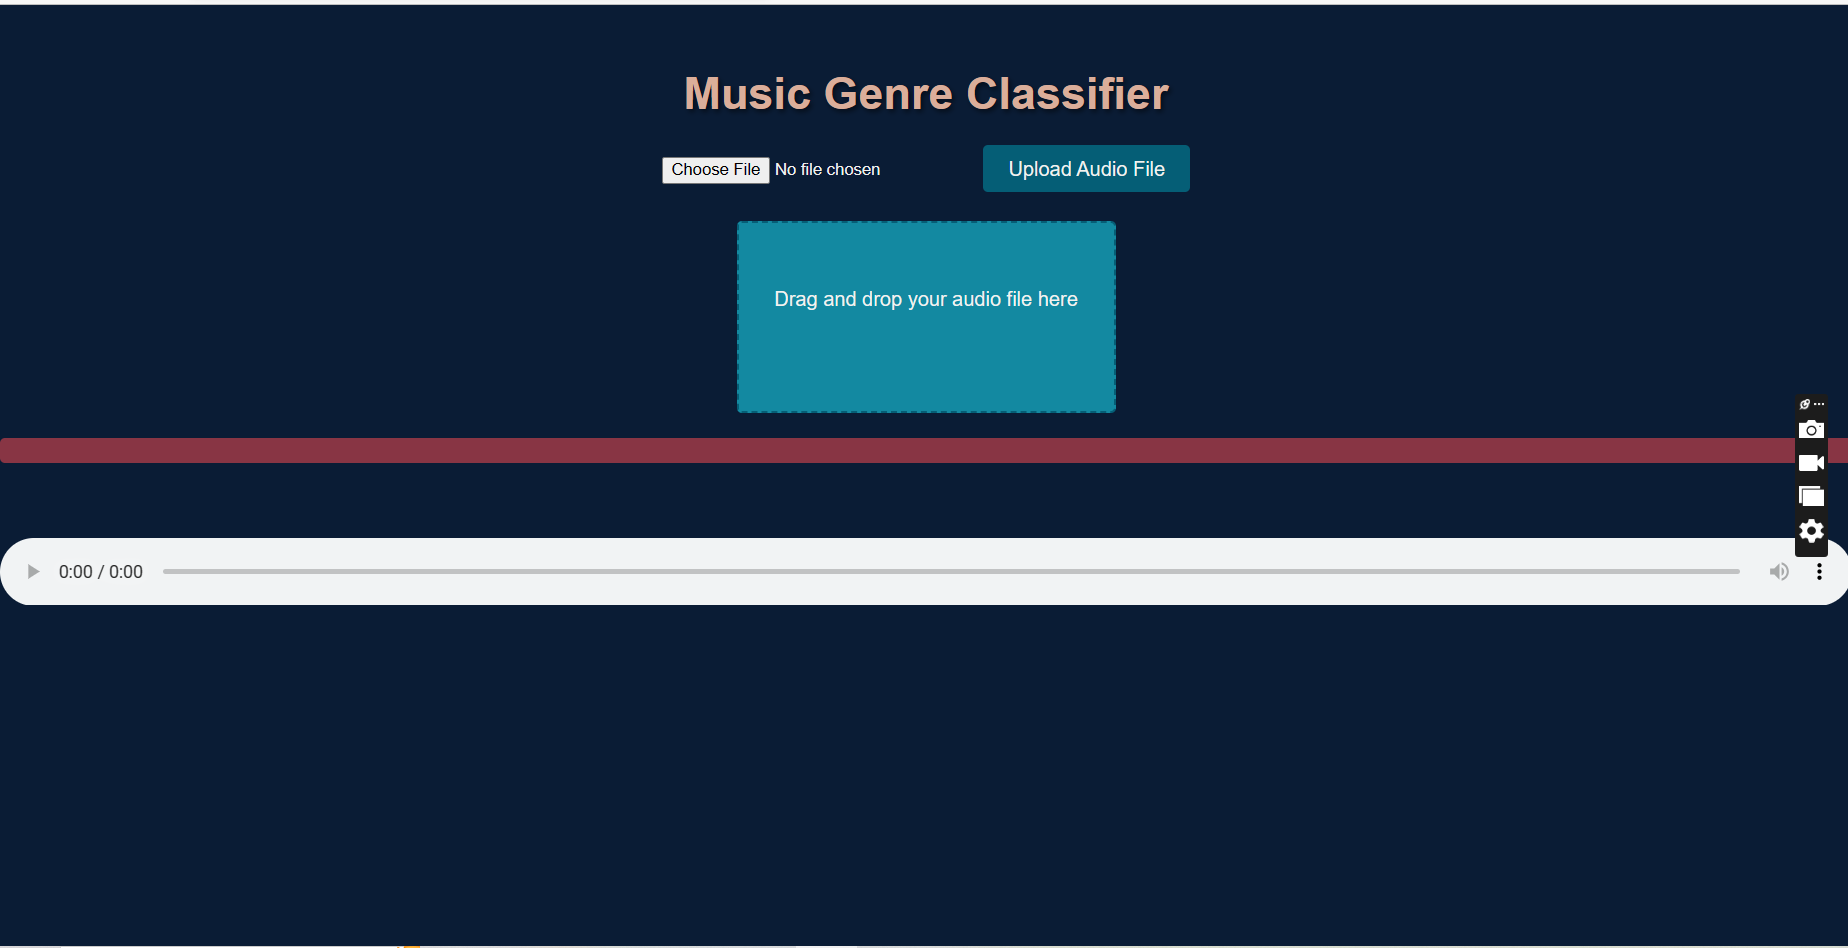 Music Genre Classifier
Choose File No file chosen
Upload Audio File
Drag and drop your audio file here
0:00 / 0:00